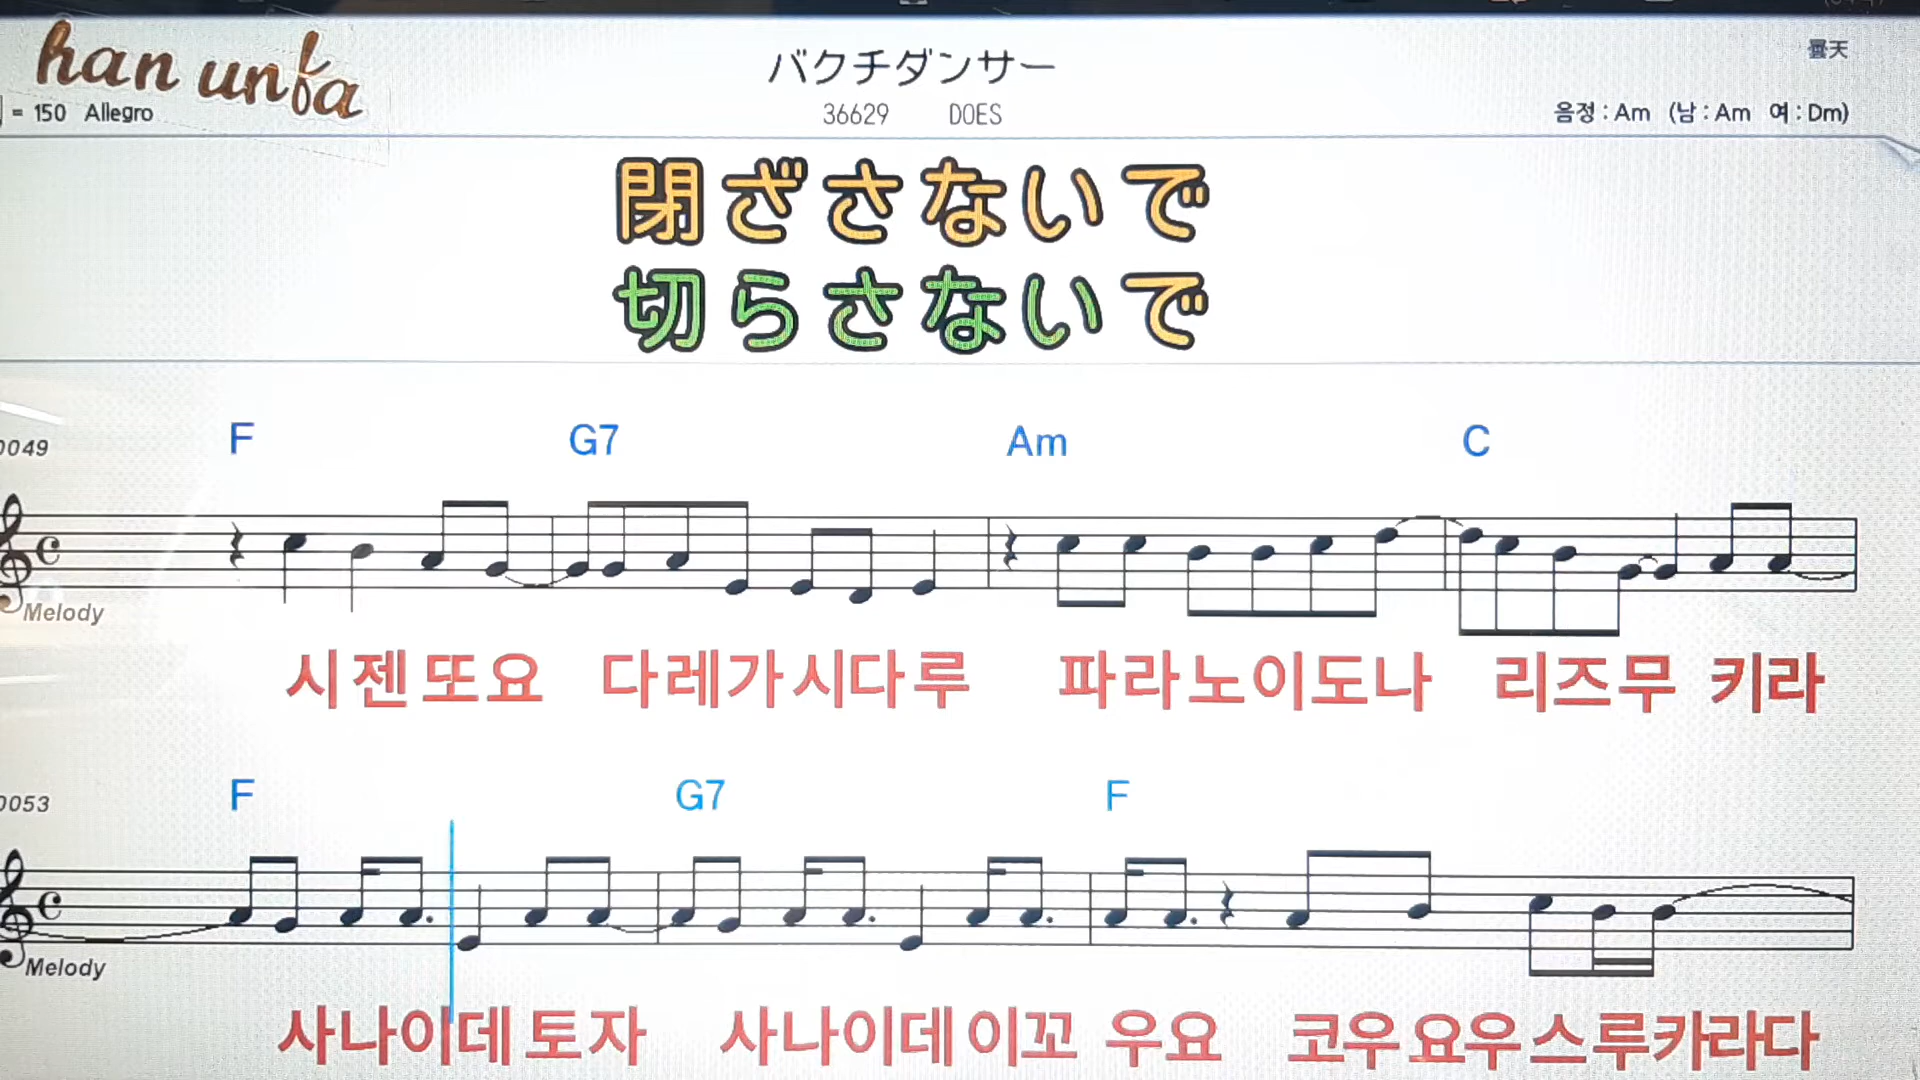 han unfa
バクチダンサー
曇天
= 150 Allegro
36629 DOES
음정 : Am (남 : Am 여 : Dm)
閉ざさないで
切らさないで
0049
F G7 Am C
Melody
시젠또요 다레가시다루 파라노이도나 리즈무 키라
0053
F G7 F
Melody
사나이데토자 사나이데이꼬 우요 코우요우스루카라다